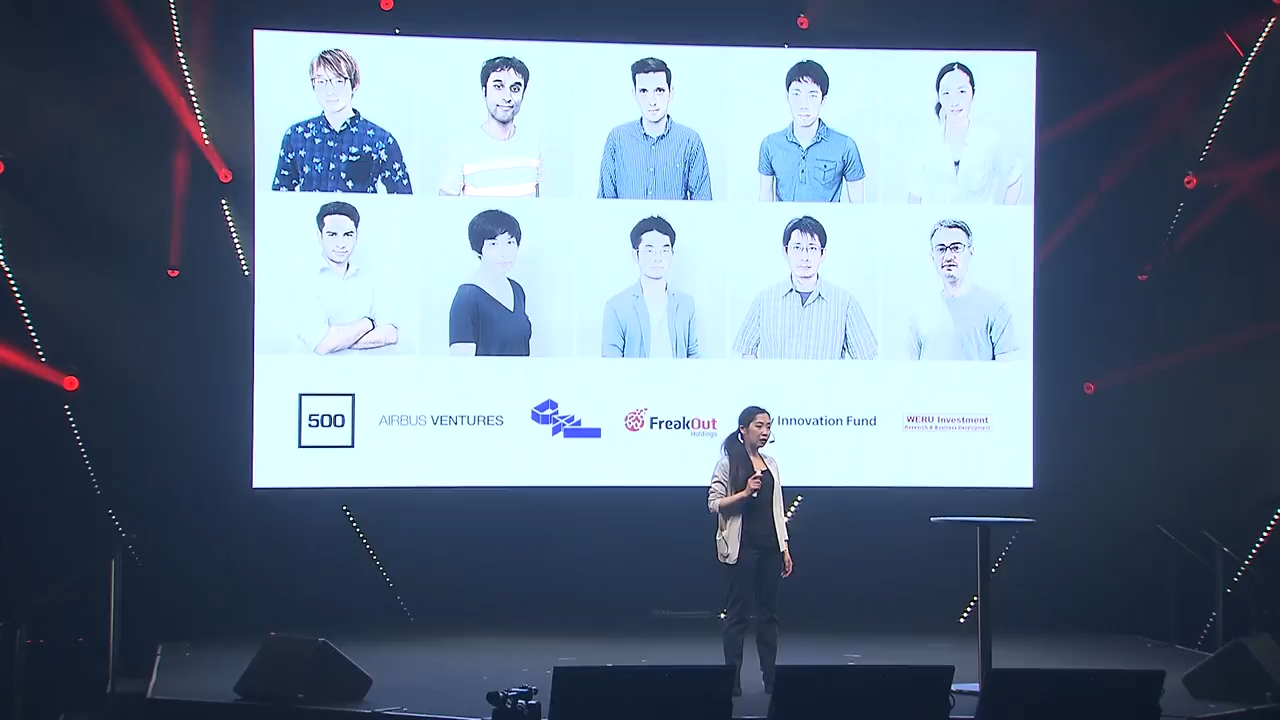 500
AIRBUS VENTURES
FreakOut
Holdings
Innovation Fund
WERU Investment
Research & Business Development